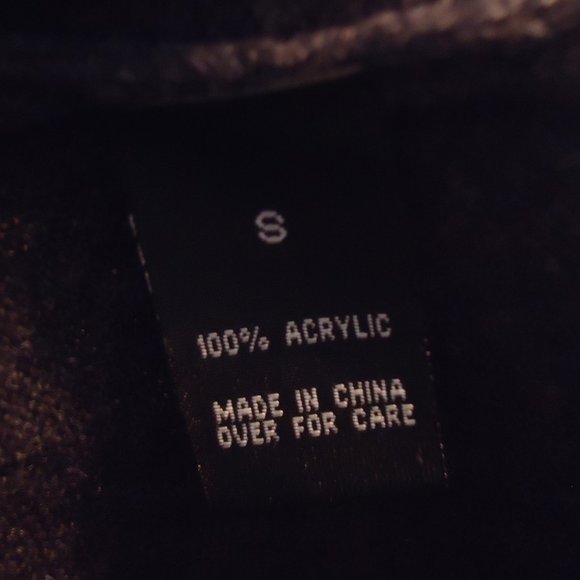 S
100% ACRYLIC
MADE IN CHINA
OVER FOR CARE